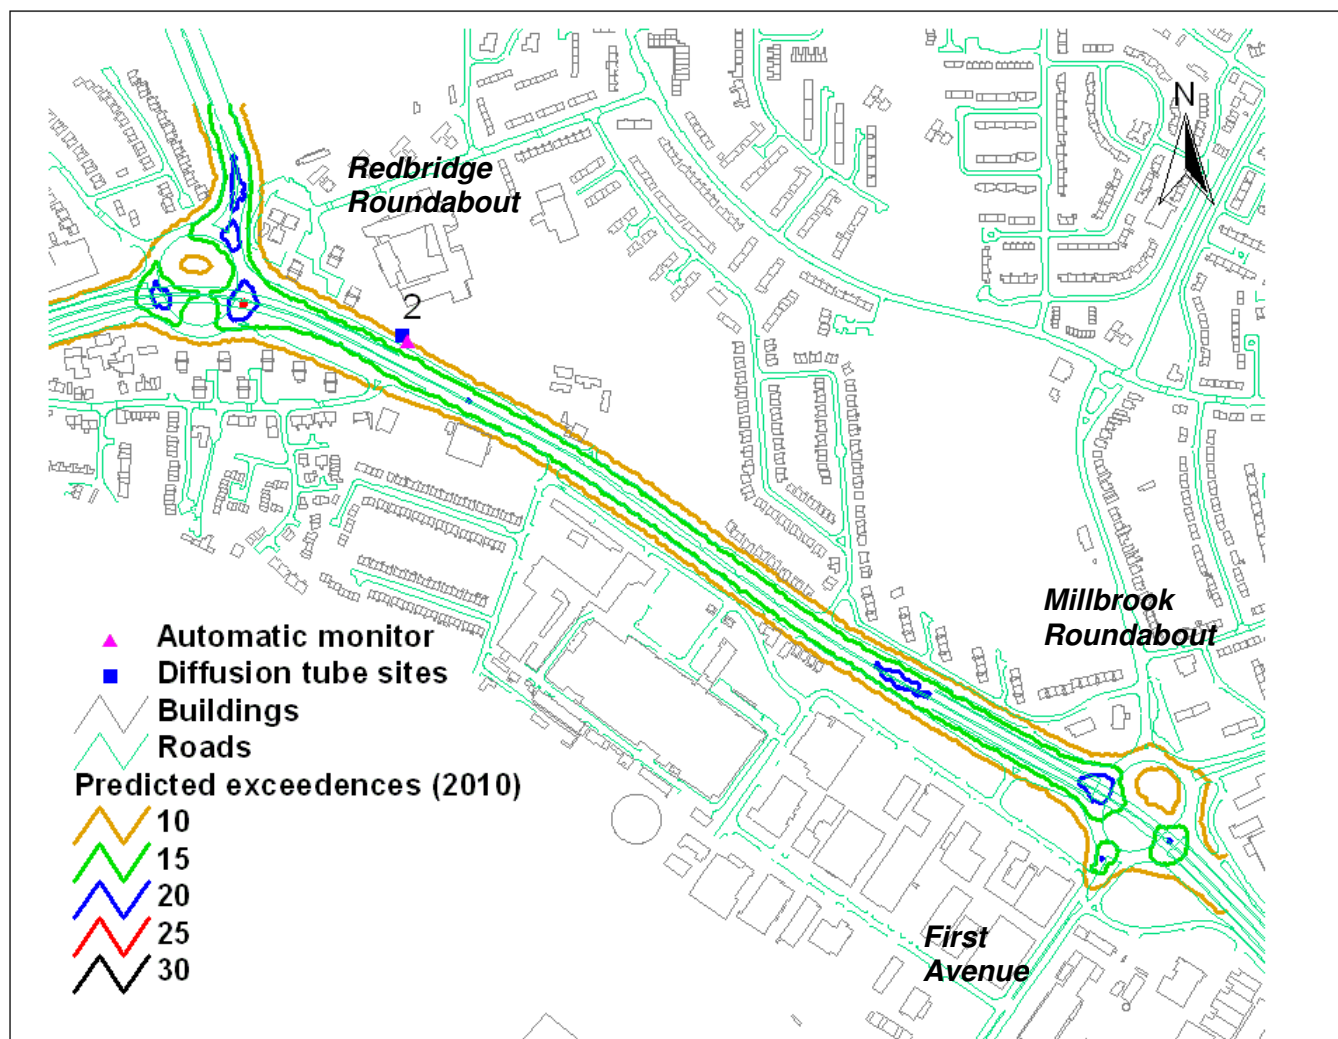 N
Redbridge
Roundabout
2
Millbrook
Roundabout
Automatic monitor
Diffusion tube sites
Buildings
Roads
Predicted exceedences (2010)
10
15
20
25
30
First
Avenue